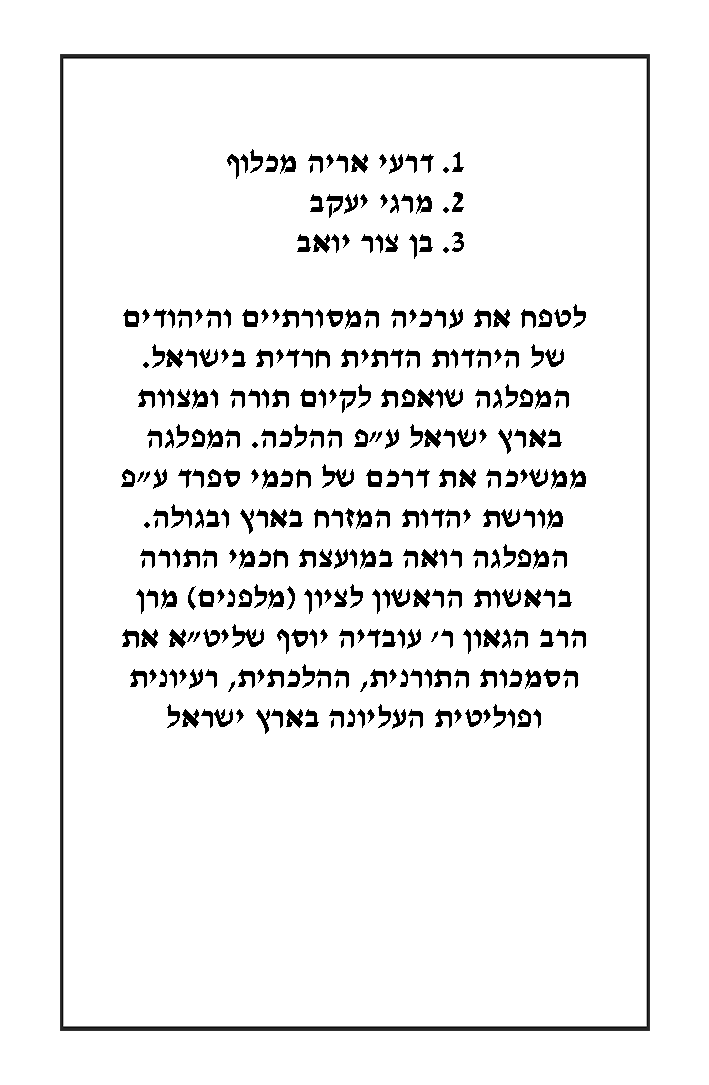 1. דרעי אריה מכלוף
2. מרגי יעקב
3. בן צור יואב
לטפח את ערכיה המסורתיים והיהודים
של היהדות הדתית חרדית בישראל.
המפלגה שואפת לקיום תורה ומצוות
בארץ ישראל ע״פ ההלכה. המפלגה
ממשיכה את דרכם של חכמי ספרד ע״פ
מורשת יהדות המזרח בארץ ובגולה.
המפלגה רואה במועצת חכמי התורה
בראשות הראשון לציון (מלפנים) מרן
הרב הגאון ר׳ עובדיה יוסף שליט״א את
הסמכות התורנית, ההלכתית, רעיונית
ופוליטית העליונה בארץ ישראל